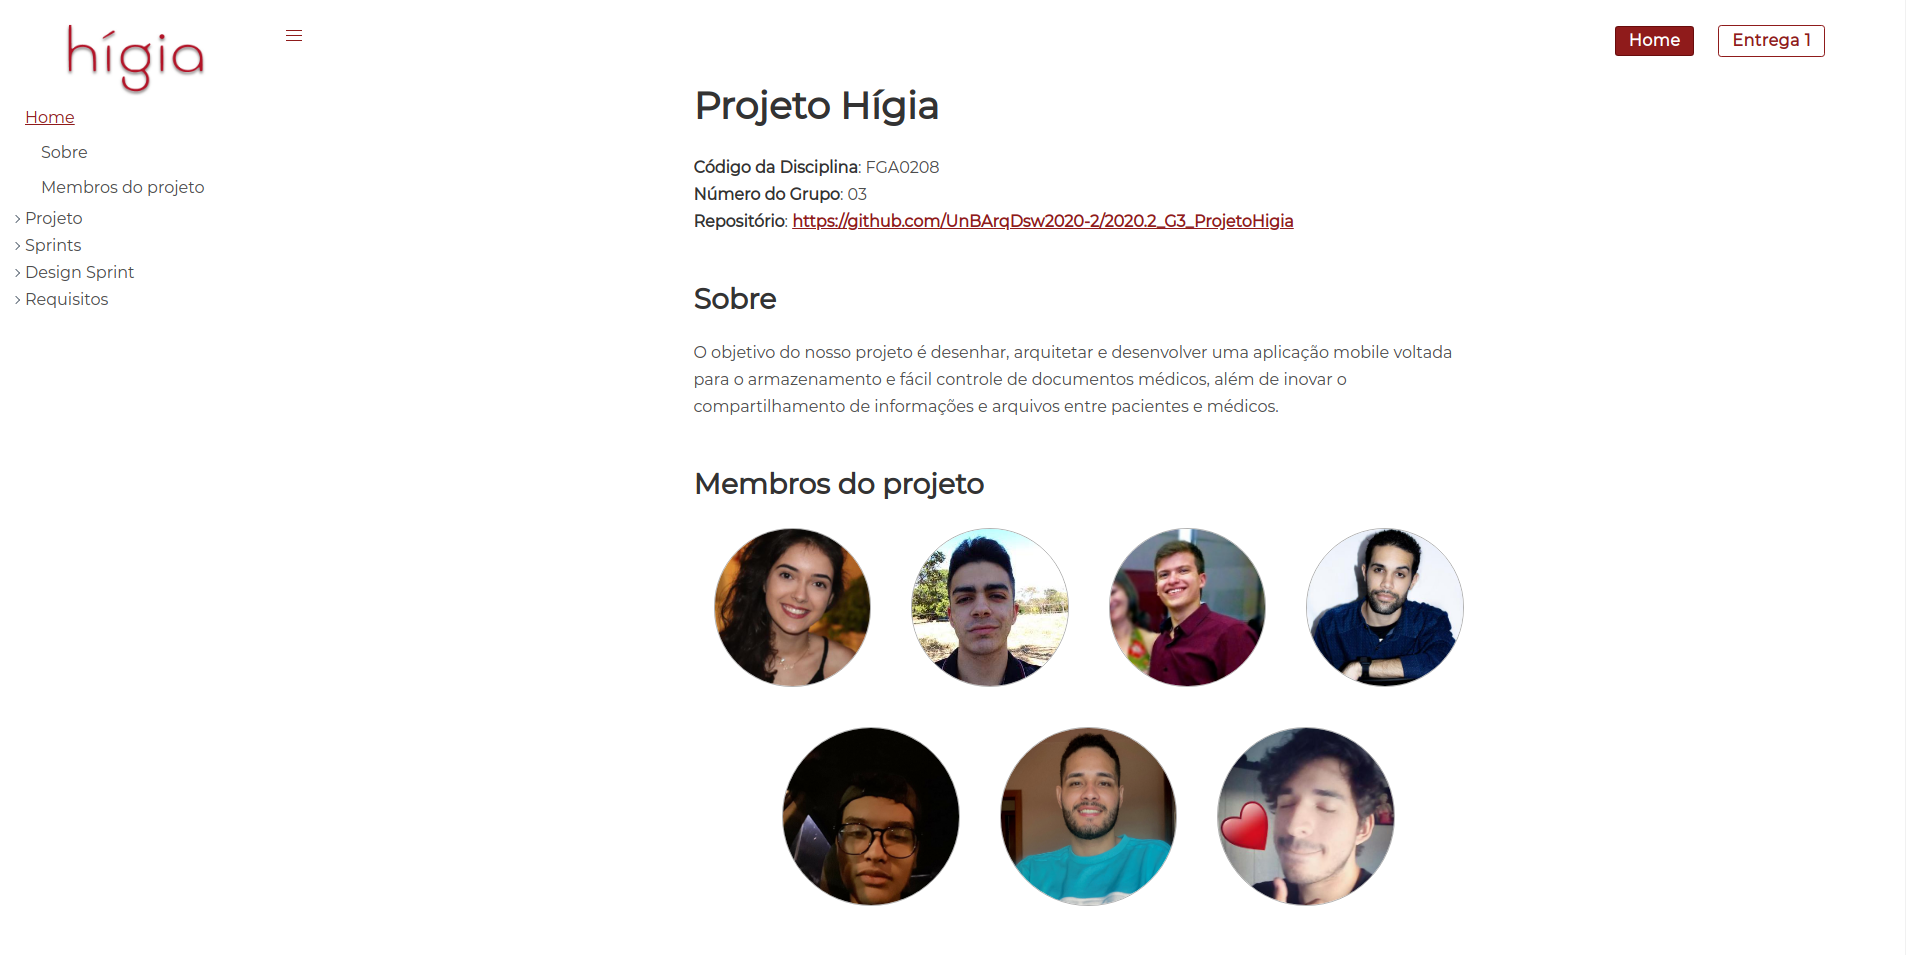 hígia
Home
Sobre
Membros do projeto
Projeto
Sprints
Design Sprint
Requisitos
Home
Entrega 1
Projeto Hígia
Código da Disciplina: FGA0208
Número do Grupo: 03
Repositório: https://github.com/UnBArqDsw2020-2/2020.2_G3_ProjetoHigia
Sobre
O objetivo do nosso projeto é desenhar, arquitetar e desenvolver uma aplicação mobile voltada
para o armazenamento e fácil controle de documentos médicos, além de inovar o
compartilhamento de informações e arquivos entre pacientes e médicos.
Membros do projeto